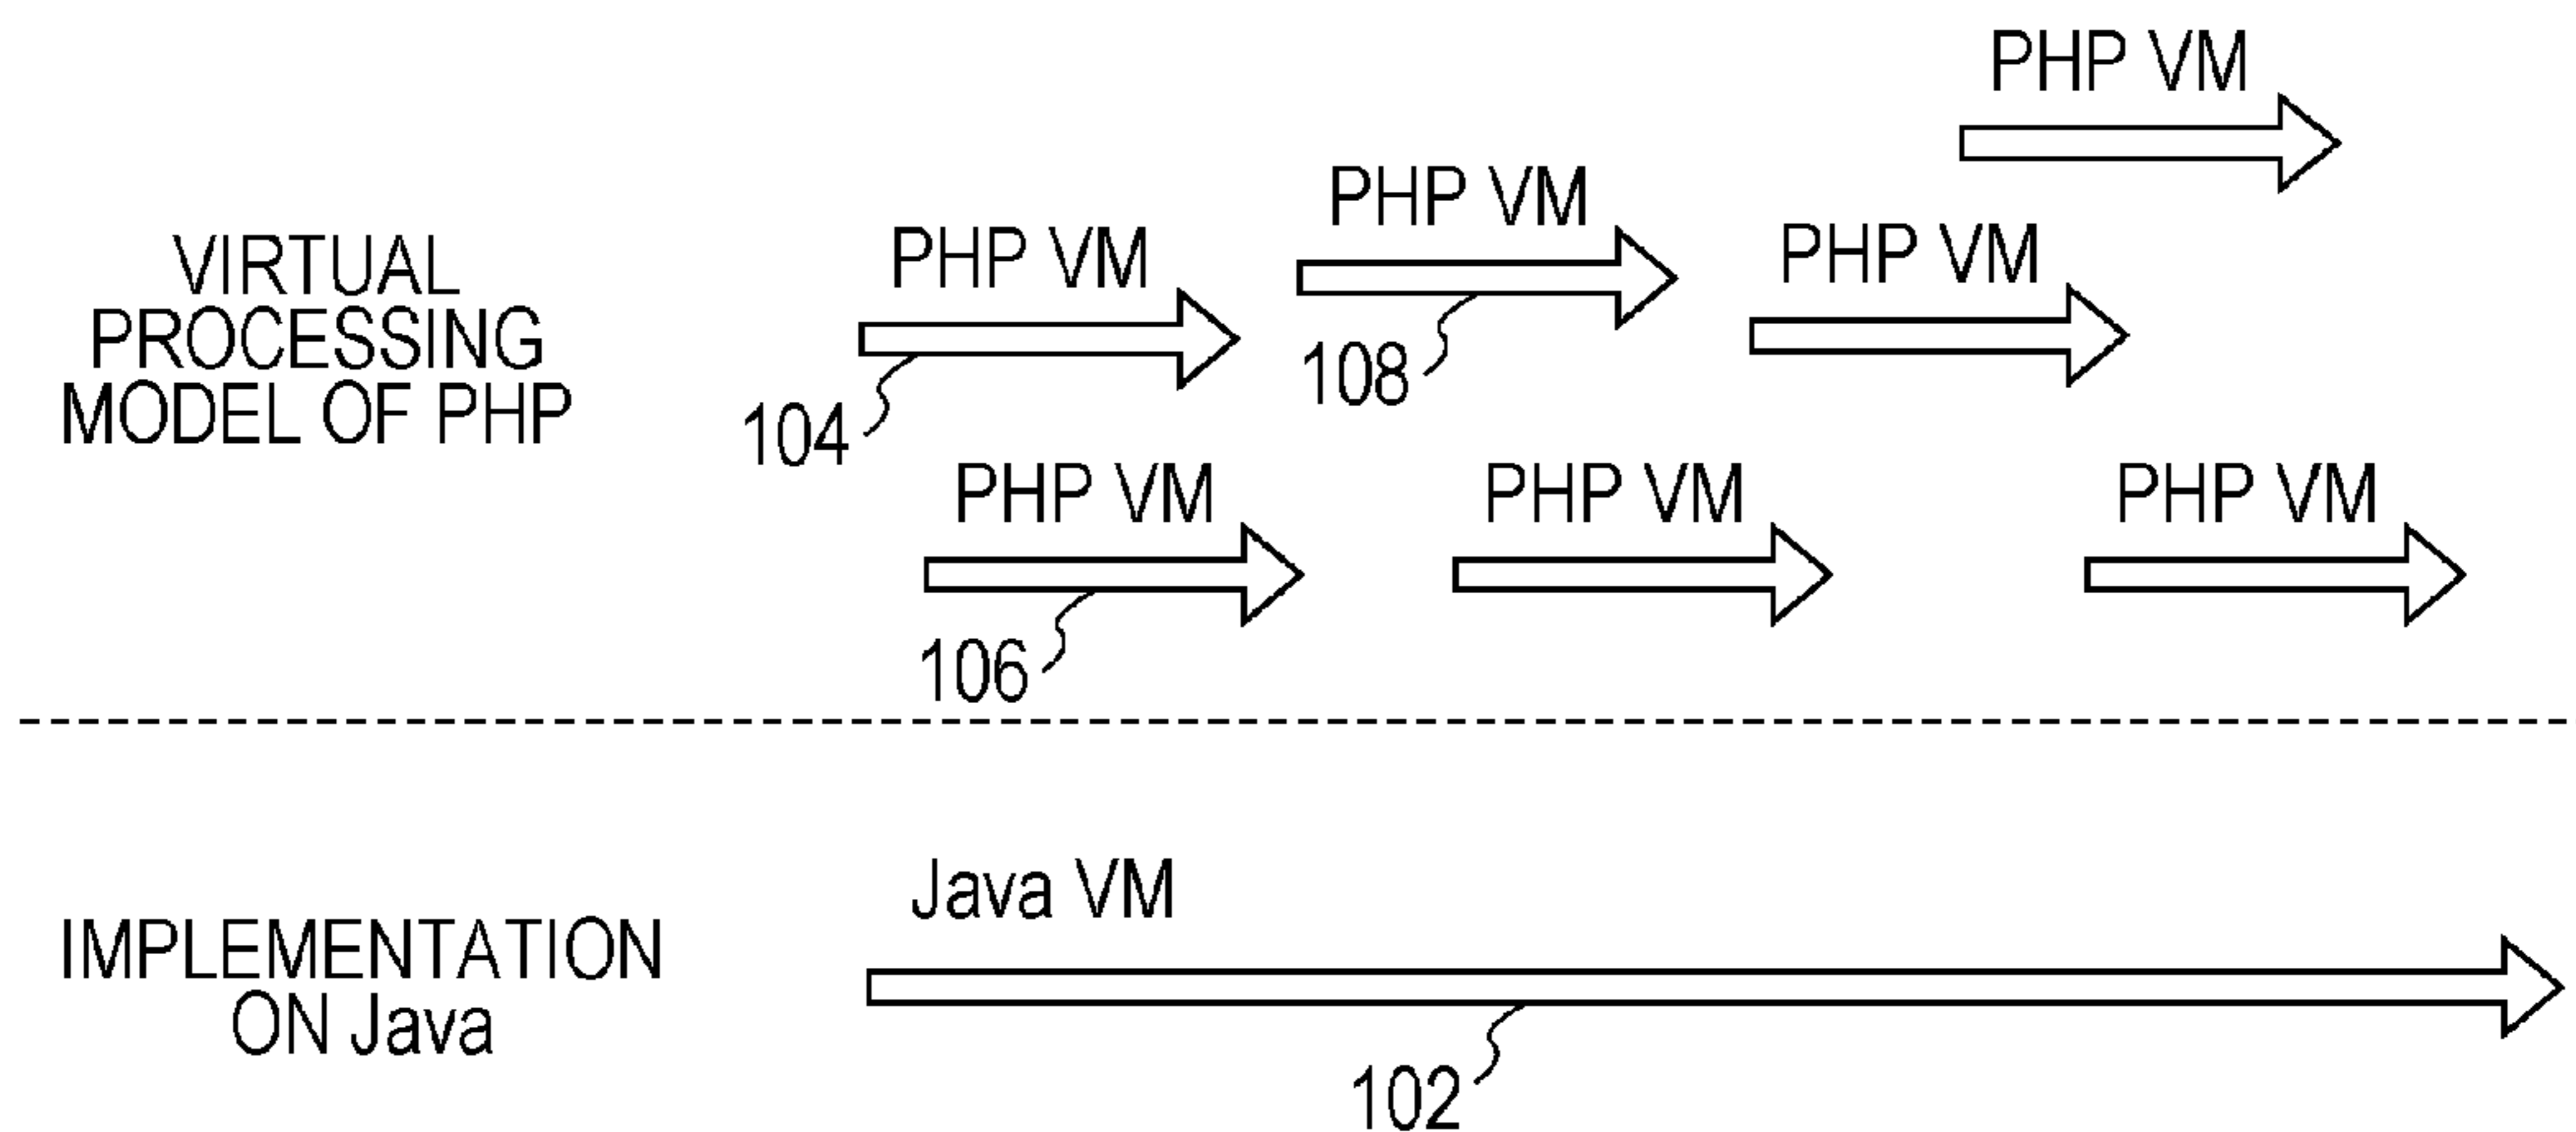 PHP VM
PHP VM
PHP VM
PHP VM
VIRTUAL
PROCESSING
MODEL OF PHP
108
104
PHP VM
PHP VM
PHP VM
106
Java VM
IMPLEMENTATION
ON Java
102